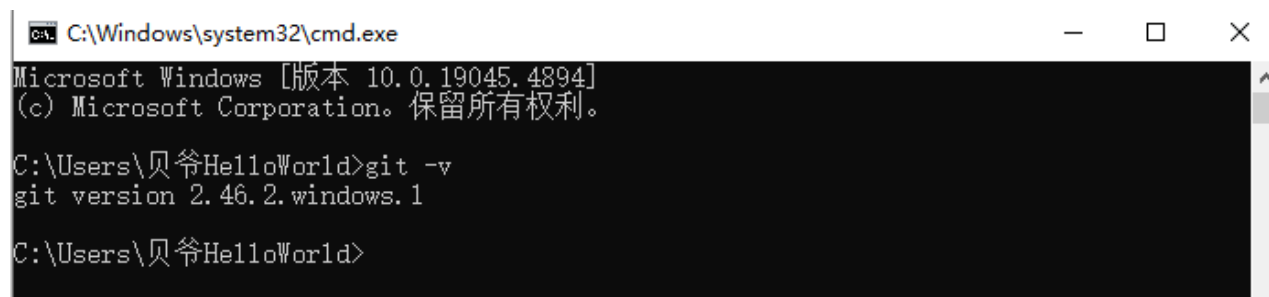 C:\Windows\system32\cmd.exe
Microsoft Windows [版本 10.0.19045.4894]
(c) Microsoft Corporation。保留所有权利。
C:\Users\贝爷HelloWorld>git -v
git version 2.46.2.windows.1
C:\Users\贝爷HelloWorld>